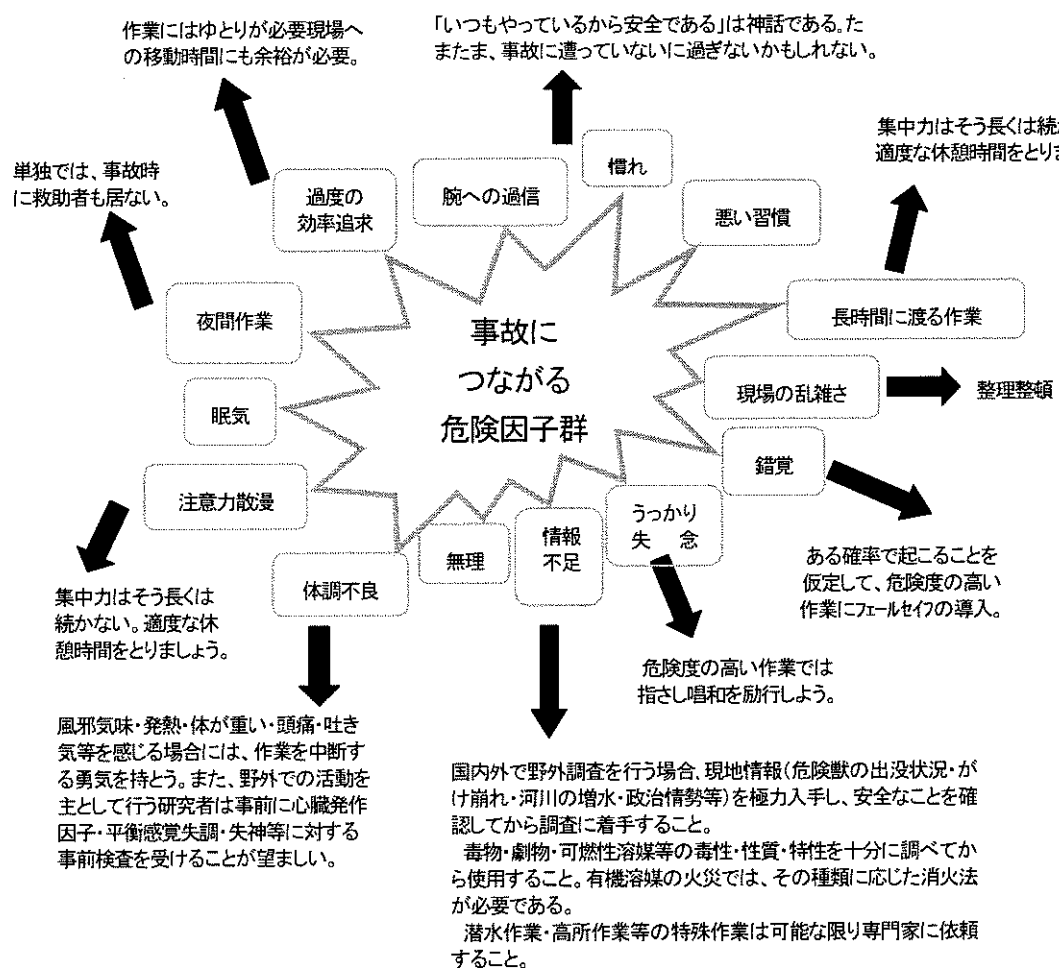 作業にはゆとりが必要現場へ
の移動時間にも余裕が必要。
「いつもやっているから安全である」は神話である。た
またま、事故に遭っていないに過ぎないかもしれない。
集中力はそう長くは続
適度な休憩時間をとり
単独では、事故時
に救助者も居ない。
過度の
効率追求
腕への過信
慣れ
悪い習慣
夜間作業
長時間に渡る作業
事故に
つながる
危険因子群
眠気
現場の乱雑さ
整理整頓
注意力散漫
錯覚
体調不良
無理
情報
不足
うっかり
失　念
集中力はそう長くは
続かない。適度な休
憩時間をとりましょう。
ある確率で起こることを
仮定して、危険度の高い
作業にフェールセイフの導入。
危険度の高い作業では
指さし唱和を励行しよう。
風邪気味・発熱・体が重い・頭痛・吐き
気等を感じる場合には、作業を中断す
る勇気を持とう。また、野外での活動を
主として行う研究者は事前に心臓発作
因子・平衡感覚失調・失神等に対する
事前検査を受けることが望ましい。
国内外で野外調査を行う場合、現地情報(危険獣の出没状況・が
け崩れ・河川の増水・政治情勢等)を極力入手し、安全なことを確
認してから調査に着手すること。
毒物・劇物・可燃性溶媒等の毒性・性質・特性を十分に調べてか
ら使用すること。有機溶媒の火災では、その種類に応じた消火法
が必要である。
潜水作業・高所作業等の特殊作業は可能な限り専門家に依頼
すること。